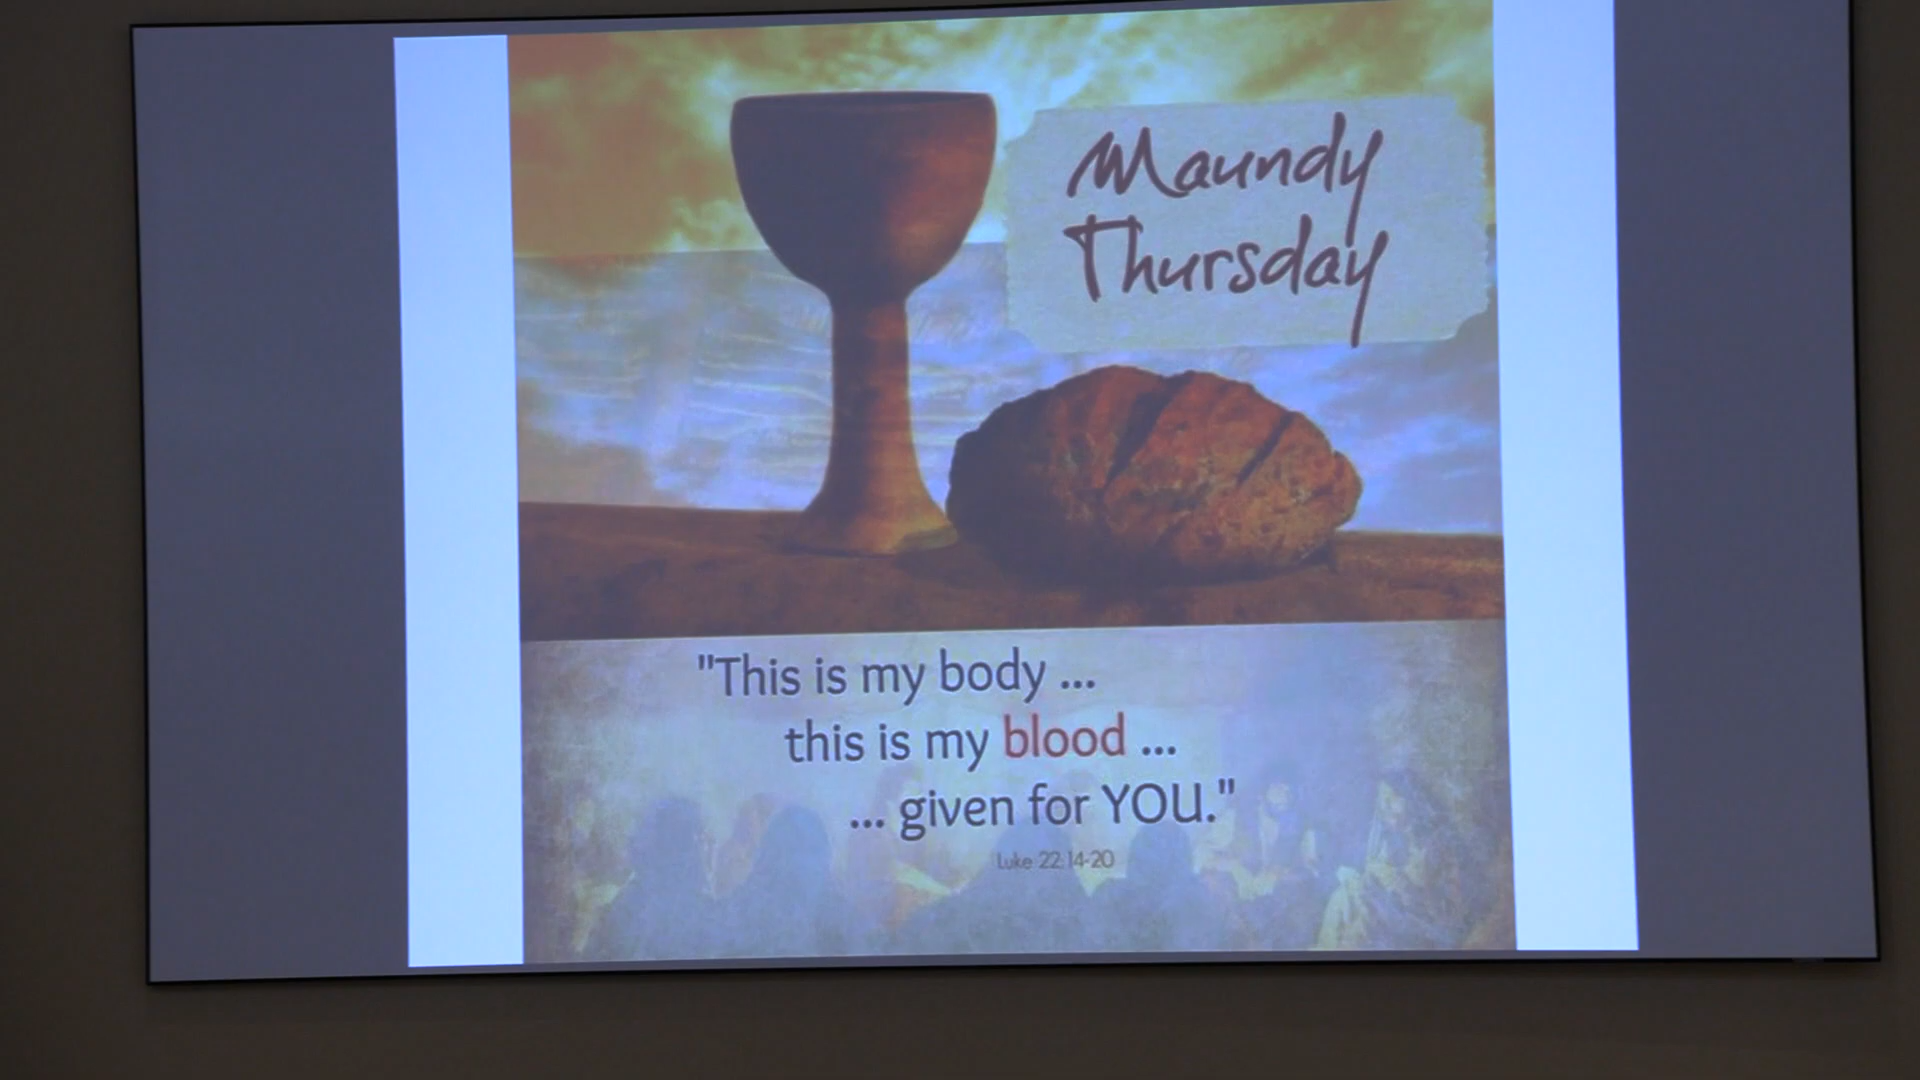 Maundy
Thursday
"This is my body ...
this is my blood ...
... given for YOU."
Luke 22:14-20